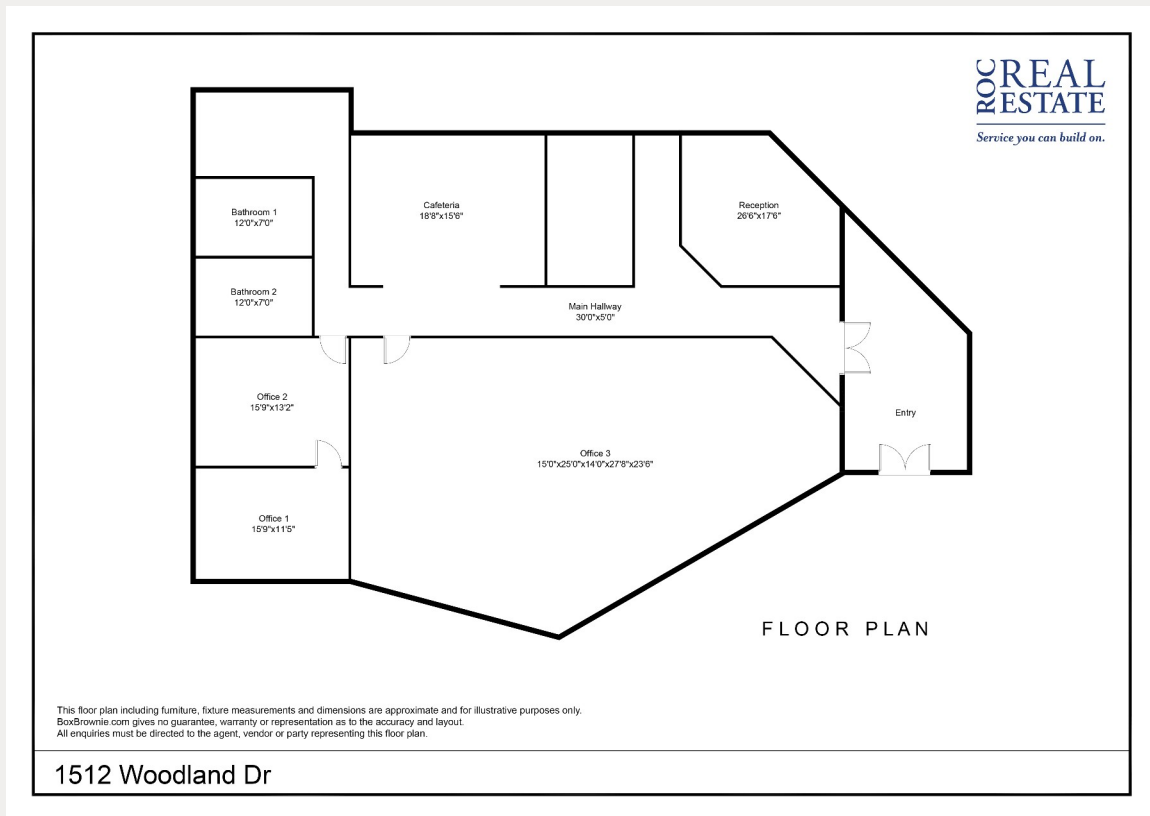 ROC
REAL
ESTATE
Service you can build on.
Cafeteria
18'8"x15'6"
Reception
26'6"x17'6"
Bathroom 1
12'0"x7'0"
Bathroom 2
12'0"x7'0"
Main Hallway
30'0"x5'0"
Office 2
15'9"x13'2"
Entry
Office 3
15'0"x25'0"x14'0"x27'8"x23'6"
Office 1
15'9"x11'5"
FLOOR PLAN
This floor plan including furniture, fixture measurements and dimensions are approximate and for illustrative purposes only.
BoxBrownie.com gives no guarantee, warranty or representation as to the accuracy and layout.
All enquiries must be directed to the agent, vendor or party representing this floor plan.
1512 Woodland Dr